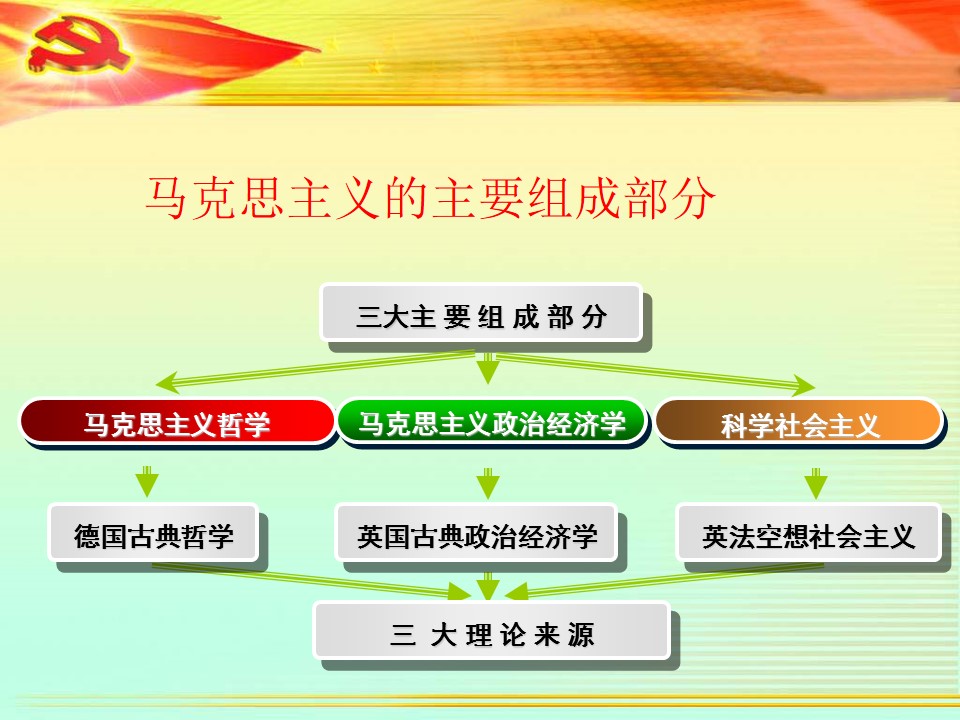 马克思主义的主要组成部分
三大主 要 组 成 部 分
马克思主义哲学
马克思主义政治经济学
科学社会主义
德国古典哲学
英国古典政治经济学
英法空想社会主义
三 大 理 论 来 源